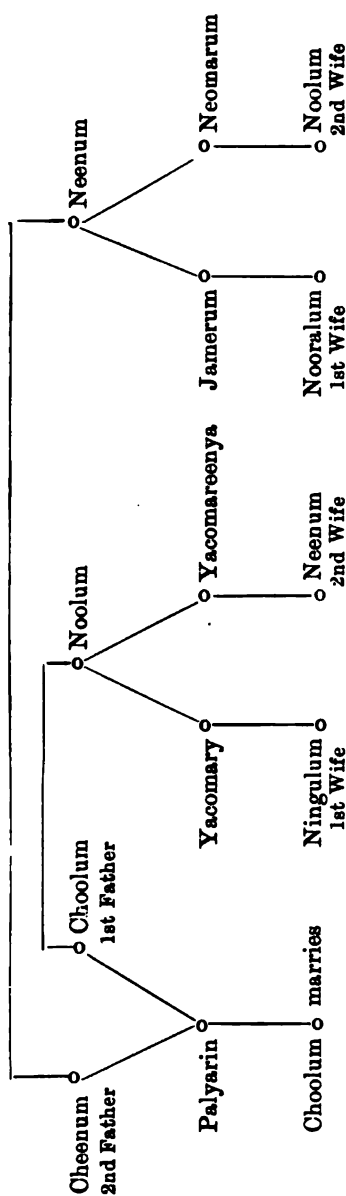 Cheenum
2nd Father
Choolum
1st Father
Noolum
Neenum
Palyarin
Yacomary
Yacomareenya
Jamerum
Neomarum
Choolum marries
Ningulum
1st Wife
Neenum
2nd Wife
Nooralum
1st Wife
Noolum
2nd Wife